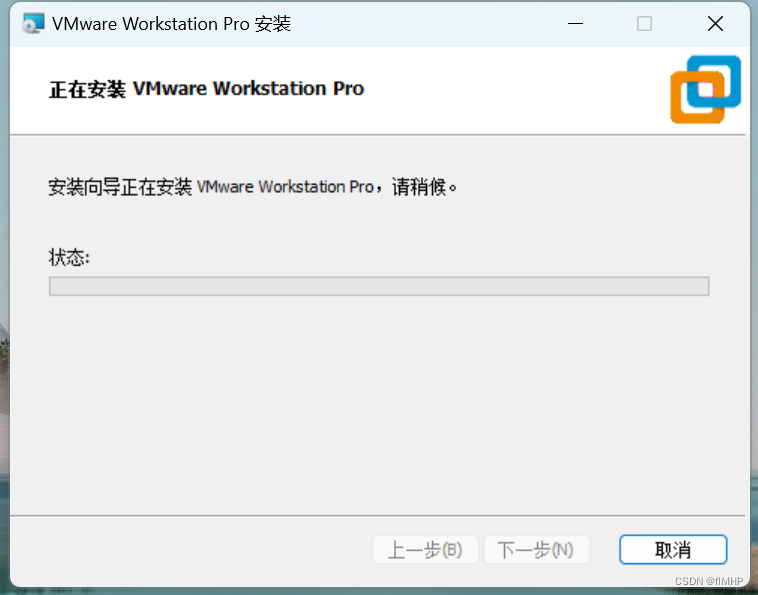 VMware Workstation Pro 安装
正在安装 VMware Workstation Pro
安装向导正在安装 VMware Workstation Pro，请稍候。
状态:
上一步(B) 下一步(N) 取消
CSDN @flMHP